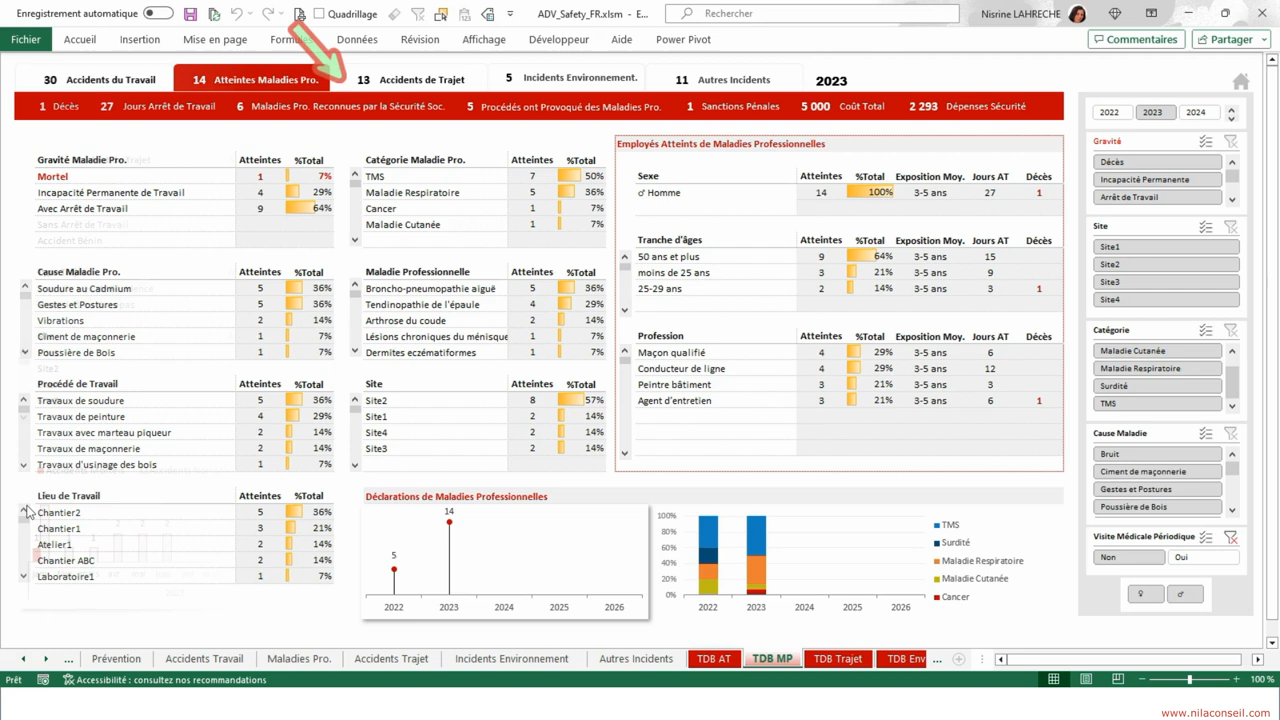 Enregistrement automatique
Quadrillage
ADV_Safety_FR.xlsm - E...
Rechercher
Nisrine LAHRECHE
Fichier
Accueil
Insertion
Mise en page
Données
Révision
Affichage
Développeur
Aide
Power Pivot
Commentaires
Partager
30 Accidents du Travail
14 Atteintes Maladies Pro.
13 Accidents de Trajet
5 Incidents Environnement.
11 Autres Incidents
2023
1 Décès
27 Jours Arrêt de Travail
6 Maladies Pro. Reconnues par la Sécurité Soc.
5 Procédés ont Provoqué des Maladies Pro.
1 Sanctions Pénales
5 000 Coût Total
2 293 Dépenses Sécurité
Gravité Maladie Pro. Atteintes %Total
Mortel 1 7%
Incapacité Permanente de Travail 4 29%
Avec Arrêt de Travail 9 64%
Sans Arrêt de Travail
Accident Bénin
Catégorie Maladie Pro. Atteintes %Total
TMS 7 50%
Maladie Respiratoire 5 36%
Cancer 1 7%
Maladie Cutanée 1 7%
Cause Maladie Pro. Atteintes %Total
Soudure au Cadmium 5 36%
Gestes et Postures 5 36%
Vibrations 2 14%
Ciment de maçonnerie 1 7%
Poussière de Bois 1 7%
Site2
Maladie Professionnelle Atteintes %Total
Broncho-pneumopathie aiguë 5 36%
Tendinopathie de l'épaule 4 29%
Arthrose du coude 2 14%
Lésions chroniques du ménisque 1 7%
Dermites eczématiformes 1 7%
Procédé de Travail Atteintes %Total
Travaux de soudure 5 36%
Travaux de peinture 4 29%
Travaux avec marteau piqueur 2 14%
Travaux de maçonnerie 2 14%
Travaux d'usinage des bois 1 7%
Site Atteintes %Total
Site2 8 57%
Site1 2 14%
Site4 2 14%
Site3 2 14%
Lieu de Travail Atteintes %Total
Chantier2 5 36%
Chantier1 3 21%
Atelier1 2 14%
Chantier ABC 2 14%
Laboratoire1 1 7%
Employés Atteints de Maladies Professionnelles
Sexe Atteintes %Total Exposition Moy. Jours AT Décès
♂ Homme 14 100% 3-5 ans 27 1
Tranche d'âges Atteintes %Total Exposition Moy. Jours AT Décès
50 ans et plus 9 64% 3-5 ans 15
moins de 25 ans 3 21% 3-5 ans 9
25-29 ans 2 14% 3-5 ans 3 1
Profession Atteintes %Total Exposition Moy. Jours AT Décès
Maçon qualifié 4 29% 3-5 ans 6
Conducteur de ligne 4 29% 3-5 ans 12
Peintre bâtiment 3 21% 3-5 ans 3
Agent d'entretien 3 21% 3-5 ans 6 1
Déclarations de Maladies Professionnelles
5
14
2022 2023 2024 2025 2026
100%
80%
60%
40%
20%
0%
2022 2023 2024 2025 2026
TMS
Surdité
Maladie Respiratoire
Maladie Cutanée
Cancer
2022 2023 2024
Gravité
Décès
Incapacité Permanente
Arrêt de Travail
Site
Site1
Site2
Site3
Site4
Catégorie
Maladie Cutanée
Maladie Respiratoire
Surdité
TMS
Cause Maladie
Bruit
Ciment de maçonnerie
Gestes et Postures
Poussière de Bois
Visite Médicale Périodique
Non Oui
♀ ♂
... Prévention Accidents Travail Maladies Pro. Accidents Trajet Incidents Environnement Autres Incidents TDB AT TDB MP TDB Trajet TDB Env ...
Prêt
Accessibilité : consultez nos recommandations
100 %
www.nilaconseil.com